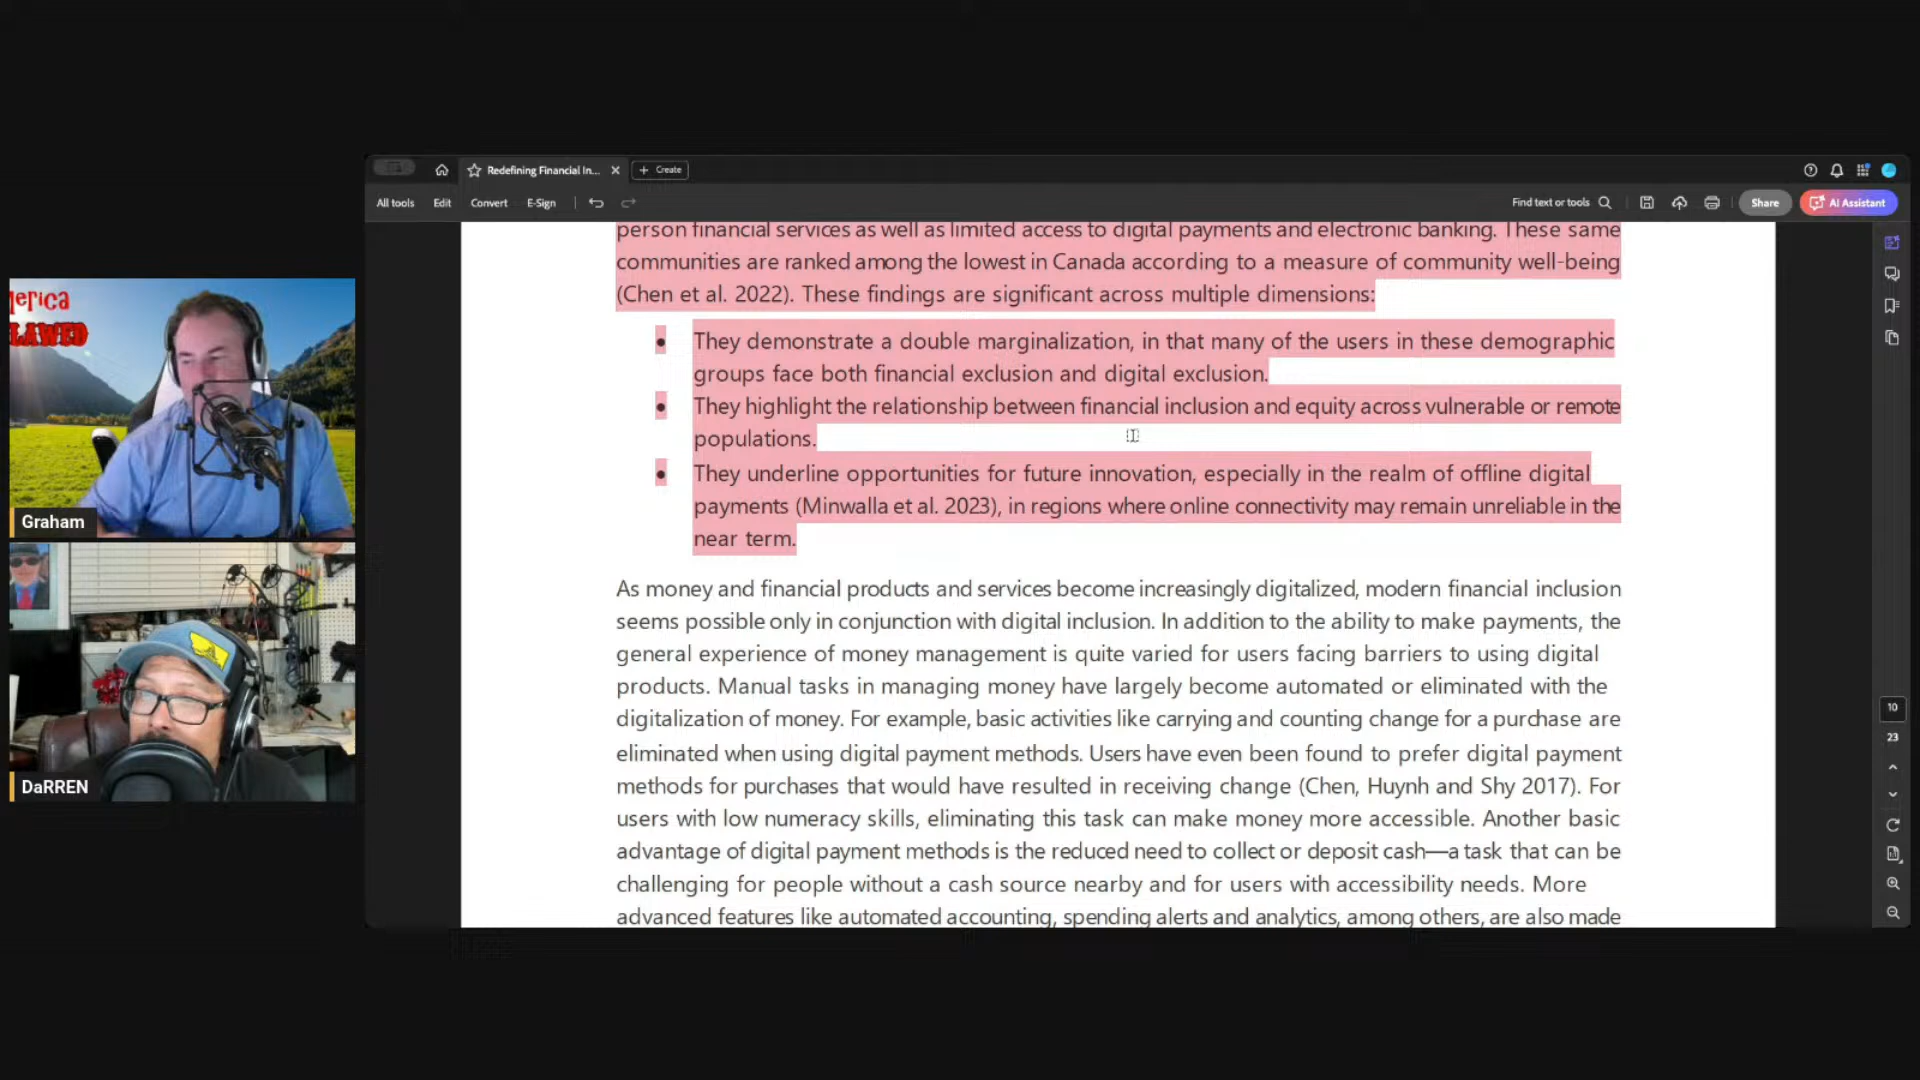 Redefining Financial In...
Create
All tools
Edit
Convert
E-Sign
Find text or tools
Share
AI Assistant
person financial services as well as limited access to digital payments and electronic banking. These same
communities are ranked among the lowest in Canada according to a measure of community well-being
(Chen et al. 2022). These findings are significant across multiple dimensions:
• They demonstrate a double marginalization, in that many of the users in these demographic
groups face both financial exclusion and digital exclusion.
• They highlight the relationship between financial inclusion and equity across vulnerable or remote
populations.
• They underline opportunities for future innovation, especially in the realm of offline digital
payments (Minwalla et al. 2023), in regions where online connectivity may remain unreliable in the
near term.
As money and financial products and services become increasingly digitalized, modern financial inclusion
seems possible only in conjunction with digital inclusion. In addition to the ability to make payments, the
general experience of money management is quite varied for users facing barriers to using digital
products. Manual tasks in managing money have largely become automated or eliminated with the
digitalization of money. For example, basic activities like carrying and counting change for a purchase are
eliminated when using digital payment methods. Users have even been found to prefer digital payment
methods for purchases that would have resulted in receiving change (Chen, Huynh and Shy 2017). For
users with low numeracy skills, eliminating this task can make money more accessible. Another basic
advantage of digital payment methods is the reduced need to collect or deposit cash—a task that can be
challenging for people without a cash source nearby and for users with accessibility needs. More
advanced features like automated accounting, spending alerts and analytics, among others, are also made
10
23
erica
LAWED
Graham
DaRREN